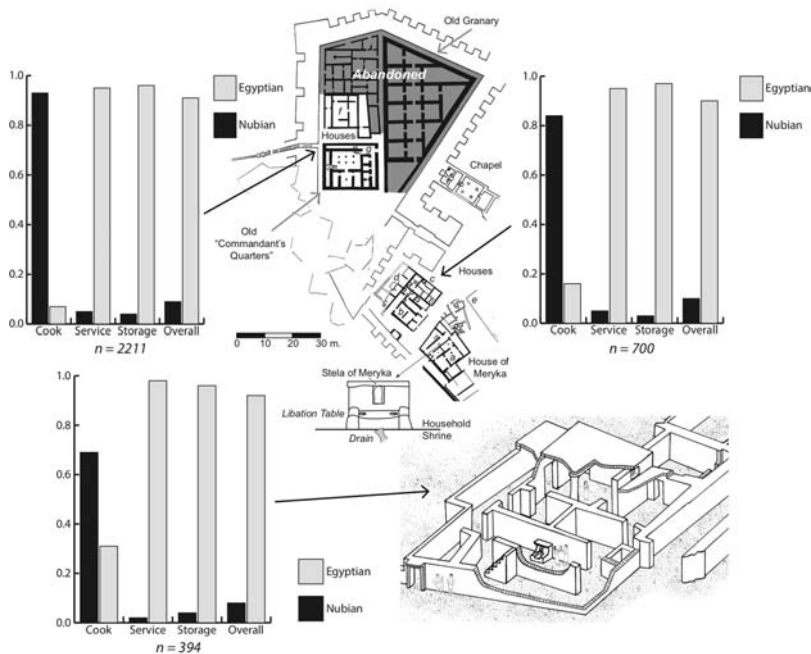 Old Granary
Abandoned
Houses
Chapel
Old
"Commandant's
Quarters"
Houses
d
c
e
House of
Meryka
0 10 20 30 m.
Stela of Meryka
Libation Table
Household
Shrine
Drain
1.0
0.8
0.6
0.4
0.2
0.0
Cook Service Storage Overall
n = 2211
Egyptian
Nubian
1.0
0.8
0.6
0.4
0.2
0.0
Cook Service Storage Overall
n = 700
Egyptian
Nubian
1.0
0.8
0.6
0.4
0.2
0.0
Cook Service Storage Overall
n = 394
Egyptian
Nubian